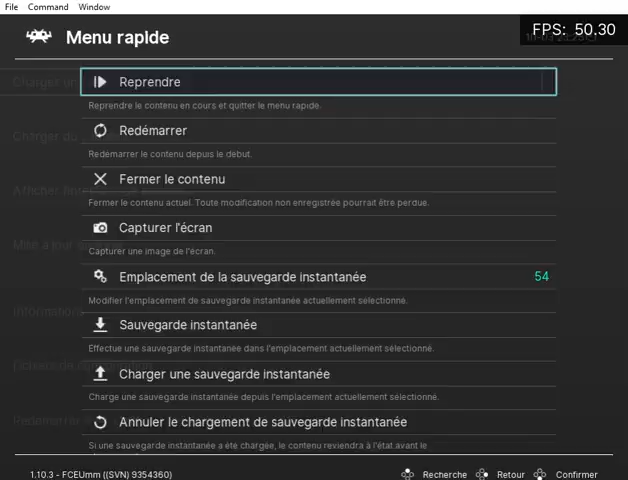 File Command Window
FPS: 50.30
Menu rapide
Reprendre
Reprendre le contenu en cours et quitter le menu rapide.
Redémarrer
Redemarrer le contenu depuis le debut.
Fermer le contenu
Fermer le contenu actuel. Toute modification non enregistrée pourrait être perdue.
Capturer l'écran
Capturer une image de l'écran.
Emplacement de la sauvegarde instantanée 54
Modifier l'emplacement de sauvegarde instantanée actuellement sélectionné.
Sauvegarde instantanée
Effectue une sauvegarde instantanée dans l'emplacement actuellement sélectionné.
Charger une sauvegarde instantanée
Charge une sauvegarde instantanée depuis l'emplacement actuellement sélectionné.
Annuler le chargement de sauvegarde instantanée
Si une sauvegarde instantanée a été chargée, le contenu reviendra à l'état avant le
1.10.3 - FCEUmm ((SVN) 9354360) Recherche Retour Confirmer